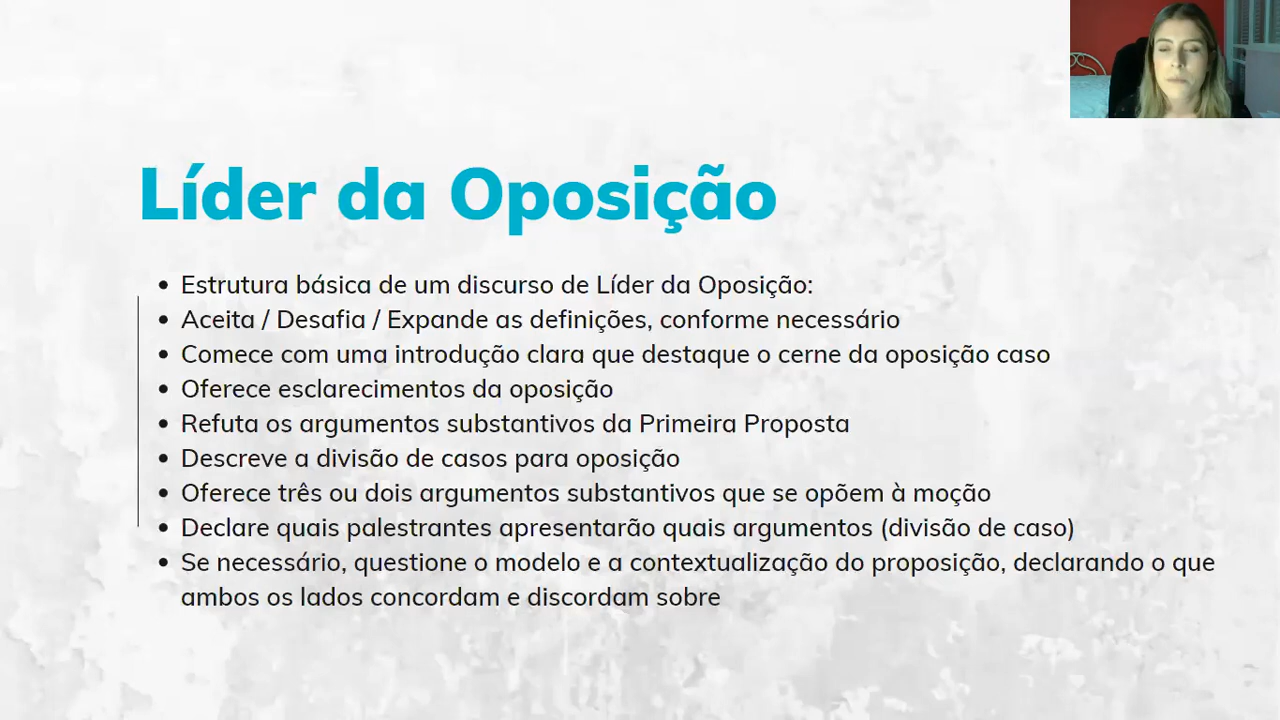 Líder da Oposição
• Estrutura básica de um discurso de Líder da Oposição:
• Aceita / Desafia / Expande as definições, conforme necessário
• Comece com uma introdução clara que destaque o cerne da oposição caso
• Oferece esclarecimentos da oposição
• Refuta os argumentos substantivos da Primeira Proposta
• Descreve a divisão de casos para oposição
• Oferece três ou dois argumentos substantivos que se opõem à moção
• Declare quais palestrantes apresentarão quais argumentos (divisão de caso)
• Se necessário, questione o modelo e a contextualização do proposição, declarando o que
ambos os lados concordam e discordam sobre